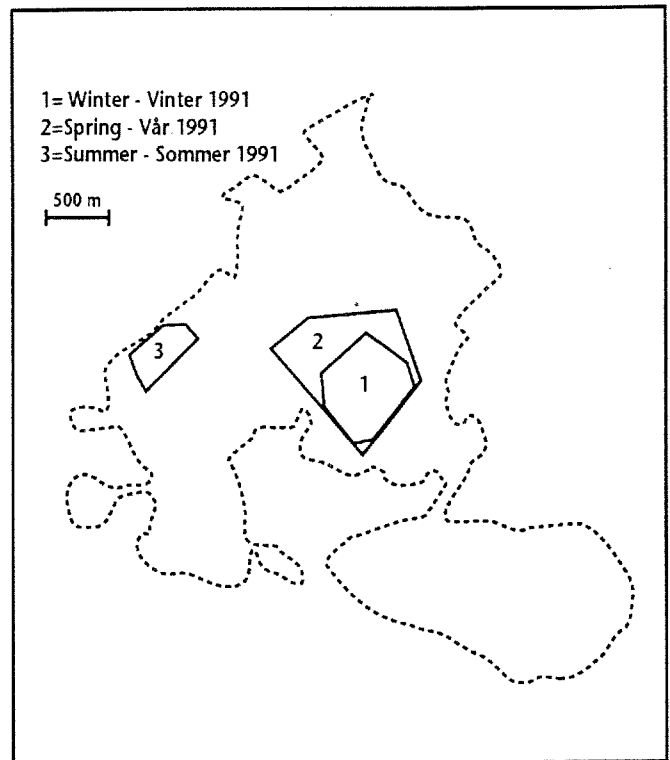 1= Winter - Vinter 1991
2=Spring - Vår 1991
3=Summer - Sommer 1991
500 m
2
3
1